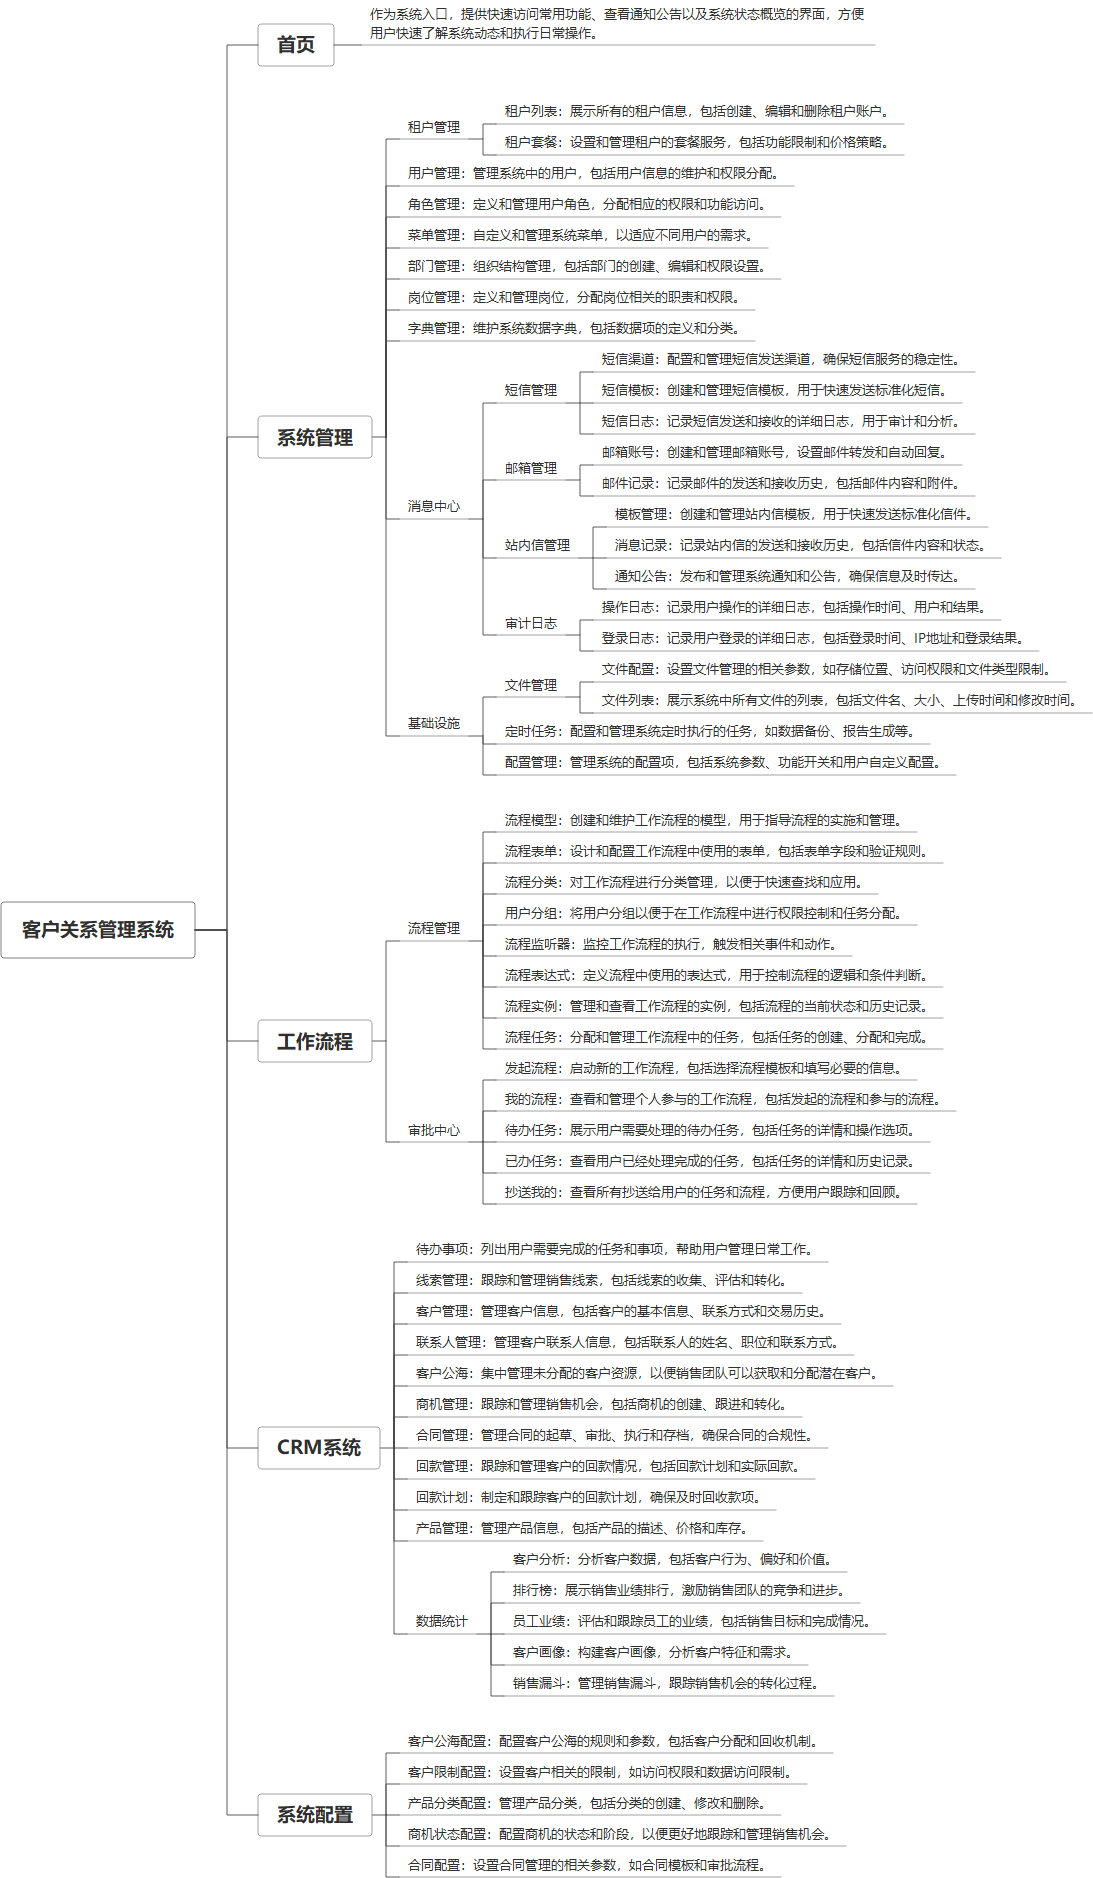 客户关系管理系统
首页
作为系统入口，提供快速访问常用功能、查看通知公告以及系统状态概览的界面，方便
用户快速了解系统动态和执行日常操作。
系统管理
租户管理
租户列表：展示所有的租户信息，包括创建、编辑和删除租户账户。
租户套餐：设置和管理租户的套餐服务，包括功能限制和价格策略。
用户管理：管理系统中的用户，包括用户信息的维护和权限分配。
角色管理：定义和管理用户角色，分配相应的权限和功能访问。
菜单管理：自定义和管理系统菜单，以适应不同用户的需求。
部门管理：组织结构管理，包括部门的创建、编辑和权限设置。
岗位管理：定义和管理岗位，分配岗位相关的职责和权限。
字典管理：维护系统数据字典，包括数据项的定义和分类。
消息中心
短信管理
短信渠道：配置和管理短信发送渠道，确保短信服务的稳定性。
短信模板：创建和管理短信模板，用于快速发送标准化短信。
短信日志：记录短信发送和接收的详细日志，用于审计和分析。
邮箱管理
邮箱账号：创建和管理邮箱账号，设置邮件转发和自动回复。
邮件记录：记录邮件的发送和接收历史，包括邮件内容和附件。
站内信管理
模板管理：创建和管理站内信模板，用于快速发送标准化信件。
消息记录：记录站内信的发送和接收历史，包括信件内容和状态。
通知公告：发布和管理系统通知和公告，确保信息及时传达。
审计日志
操作日志：记录用户操作的详细日志，包括操作时间、用户和结果。
登录日志：记录用户登录的详细日志，包括登录时间、IP地址和登录结果。
基础设施
文件管理
文件配置：设置文件管理的相关参数，如存储位置、访问权限和文件类型限制。
文件列表：展示系统中所有文件的列表，包括文件名、大小、上传时间和修改时间。
定时任务：配置和管理系统定时执行的任务，如数据备份、报告生成等。
配置管理：管理系统的配置项，包括系统参数、功能开关和用户自定义配置。
工作流程
流程管理
流程模型：创建和维护工作流程的模型，用于指导流程的实施和管理。
流程表单：设计和配置工作流程中使用的表单，包括表单字段和验证规则。
流程分类：对工作流程进行分类管理，以便于快速查找和应用。
用户分组：将用户分组以便于在工作流程中进行权限控制和任务分配。
流程监听器：监控工作流程的执行，触发相关事件和动作。
流程表达式：定义流程中使用的表达式，用于控制流程的逻辑和条件判断。
流程实例：管理和查看工作流程的实例，包括流程的当前状态和历史记录。
流程任务：分配和管理工作流程中的任务，包括任务的创建、分配和完成。
审批中心
发起流程：启动新的工作流程，包括选择流程模板和填写必要的信息。
我的流程：查看和管理个人参与的工作流程，包括发起的流程和参与的流程。
待办任务：展示用户需要处理的待办任务，包括任务的详情和操作选项。
已办任务：查看用户已经处理完成的任务，包括任务的详情和历史记录。
抄送我的：查看所有抄送给用户的任务和流程，方便用户跟踪和回顾。
CRM系统
待办事项：列出用户需要完成的任务和事项，帮助用户管理日常工作。
线索管理：跟踪和管理销售线索，包括线索的收集、评估和转化。
客户管理：管理客户信息，包括客户的基本信息、联系方式和交易历史。
联系人管理：管理客户联系人信息，包括联系人的姓名、职位和联系方式。
客户公海：集中管理未分配的客户资源，以便销售团队可以获取和分配潜在客户。
商机管理：跟踪和管理销售机会，包括商机的创建、跟进和转化。
合同管理：管理合同的起草、审批、执行和存档，确保合同的合规性。
回款管理：跟踪和管理客户的回款情况，包括回款计划和实际回款。
回款计划：制定和跟踪客户的回款计划，确保及时回收款项。
产品管理：管理产品信息，包括产品的描述、价格和库存。
数据统计
客户分析：分析客户数据，包括客户行为、偏好和价值。
排行榜：展示销售业绩排行，激励销售团队的竞争和进步。
员工业绩：评估和跟踪员工的业绩，包括销售目标和完成情况。
客户画像：构建客户画像，分析客户特征和需求。
销售漏斗：管理销售漏斗，跟踪销售机会的转化过程。
系统配置
客户公海配置：配置客户公海的规则和参数，包括客户分配和回收机制。
客户限制配置：设置客户相关的限制，如访问权限和数据访问限制。
产品分类配置：管理产品分类，包括分类的创建、修改和删除。
商机状态配置：配置商机的状态和阶段，以便更好地跟踪和管理销售机会。
合同配置：设置合同管理的相关参数，如合同模板和审批流程。